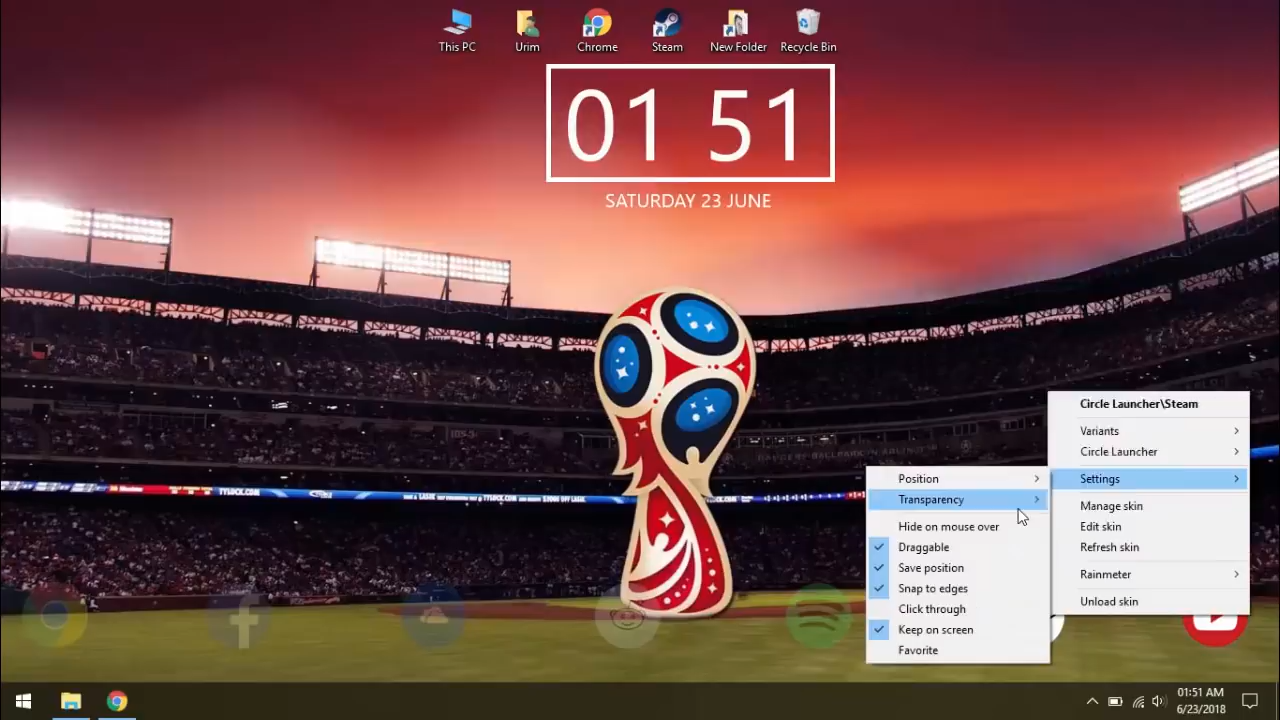 This PC
Urim
Chrome
Steam
New Folder
Recycle Bin
01 51
SATURDAY 23 JUNE
Circle Launcher\Steam
Variants
Circle Launcher
Settings
Manage skin
Edit skin
Refresh skin
Rainmeter
Unload skin
Position
Transparency
Hide on mouse over
Draggable
Save position
Snap to edges
Click through
Keep on screen
Favorite
01:51 AM
6/23/2018